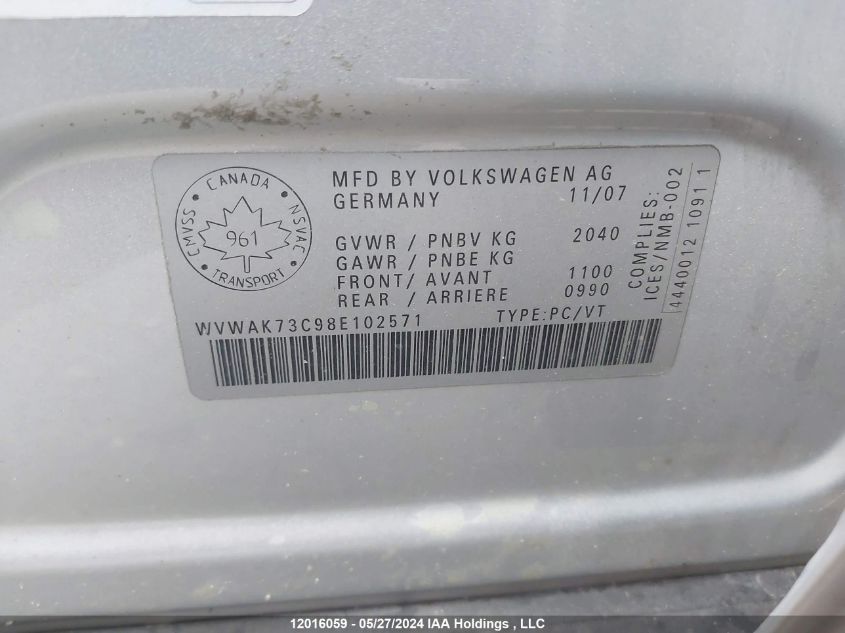 CANADA
CMVSS
NSVAC
961
TRANSPORT
MFD BY VOLKSWAGEN AG
GERMANY 11/07
GVWR / PNBV KG 2040
GAWR / PNBE KG
FRONT/ AVANT 1100
REAR / ARRIERE 0990
COMPLIES:
ICES/NMB-002
4440012 1091 1
WVWAK73C98E102571 TYPE:PC/VT
12016059 - 05/27/2024 IAA Holdings , LLC